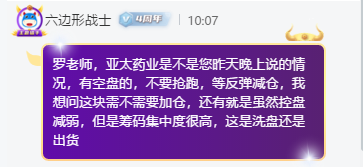 六边形战士 V 4周年 10:07
罗老师，亚太药业是不是您昨天晚上说的情
况，有空盘的，不要抢跑，等反弹减仓，我
想问这块需不需要加仓，还有就是虽然控盘
减弱，但是筹码集中度很高，这是洗盘还是
出货